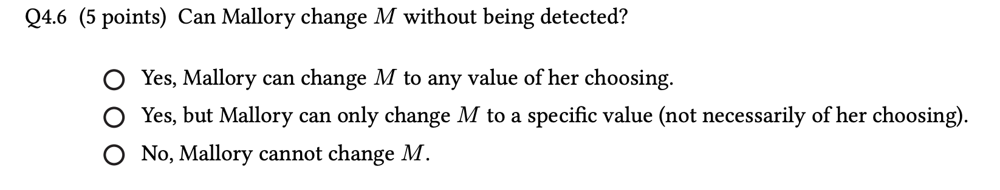 Q4.6 (5 points) Can Mallory change M without being detected?
Yes, Mallory can change M to any value of her choosing.
Yes, but Mallory can only change M to a specific value (not necessarily of her choosing).
No, Mallory cannot change M.